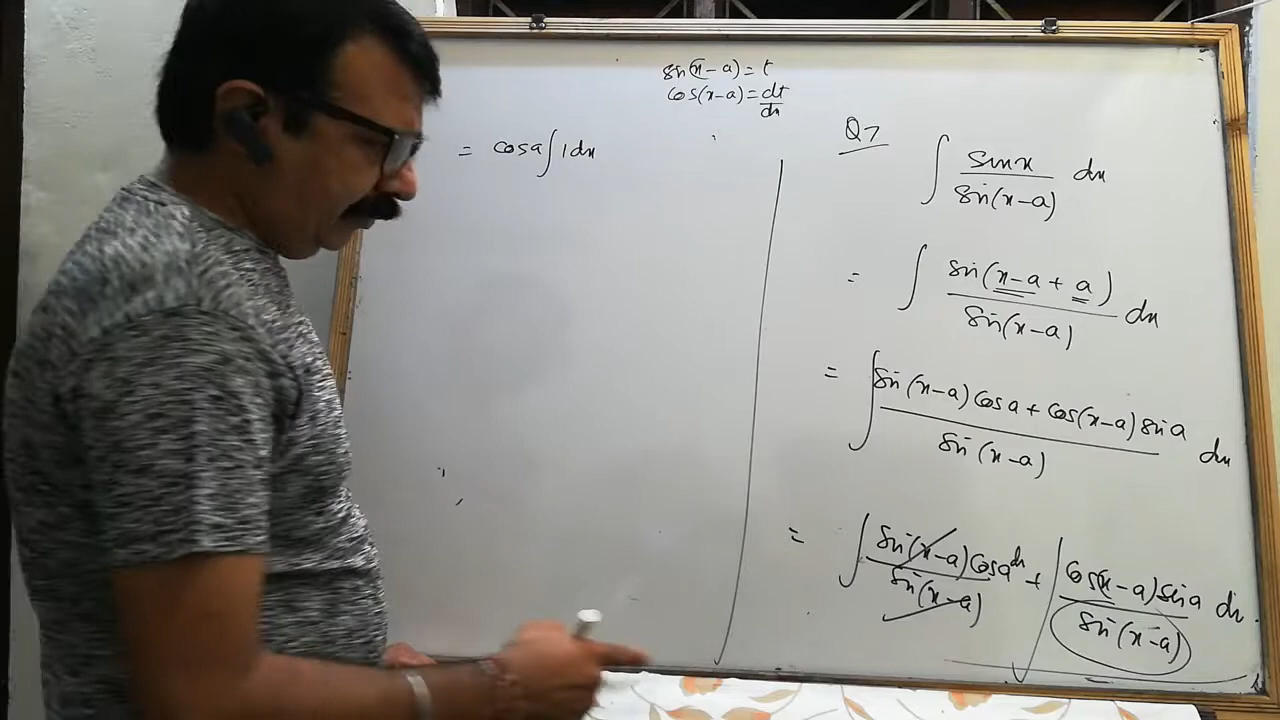 sin(x-a) = t
cos(x-a) = dt/dx
= cosa ∫ 1 dx
Q7
∫ sinx / sin(x-a) dx
= ∫ sin(x-a + a) / sin(x-a) dx
= ∫ sin(x-a) cosa + cos(x-a) sina / sin(x-a) dx
= ∫ sin(x-a) cosa / sin(x-a) dx + ∫ cos(x-a) sina / sin(x-a) dx